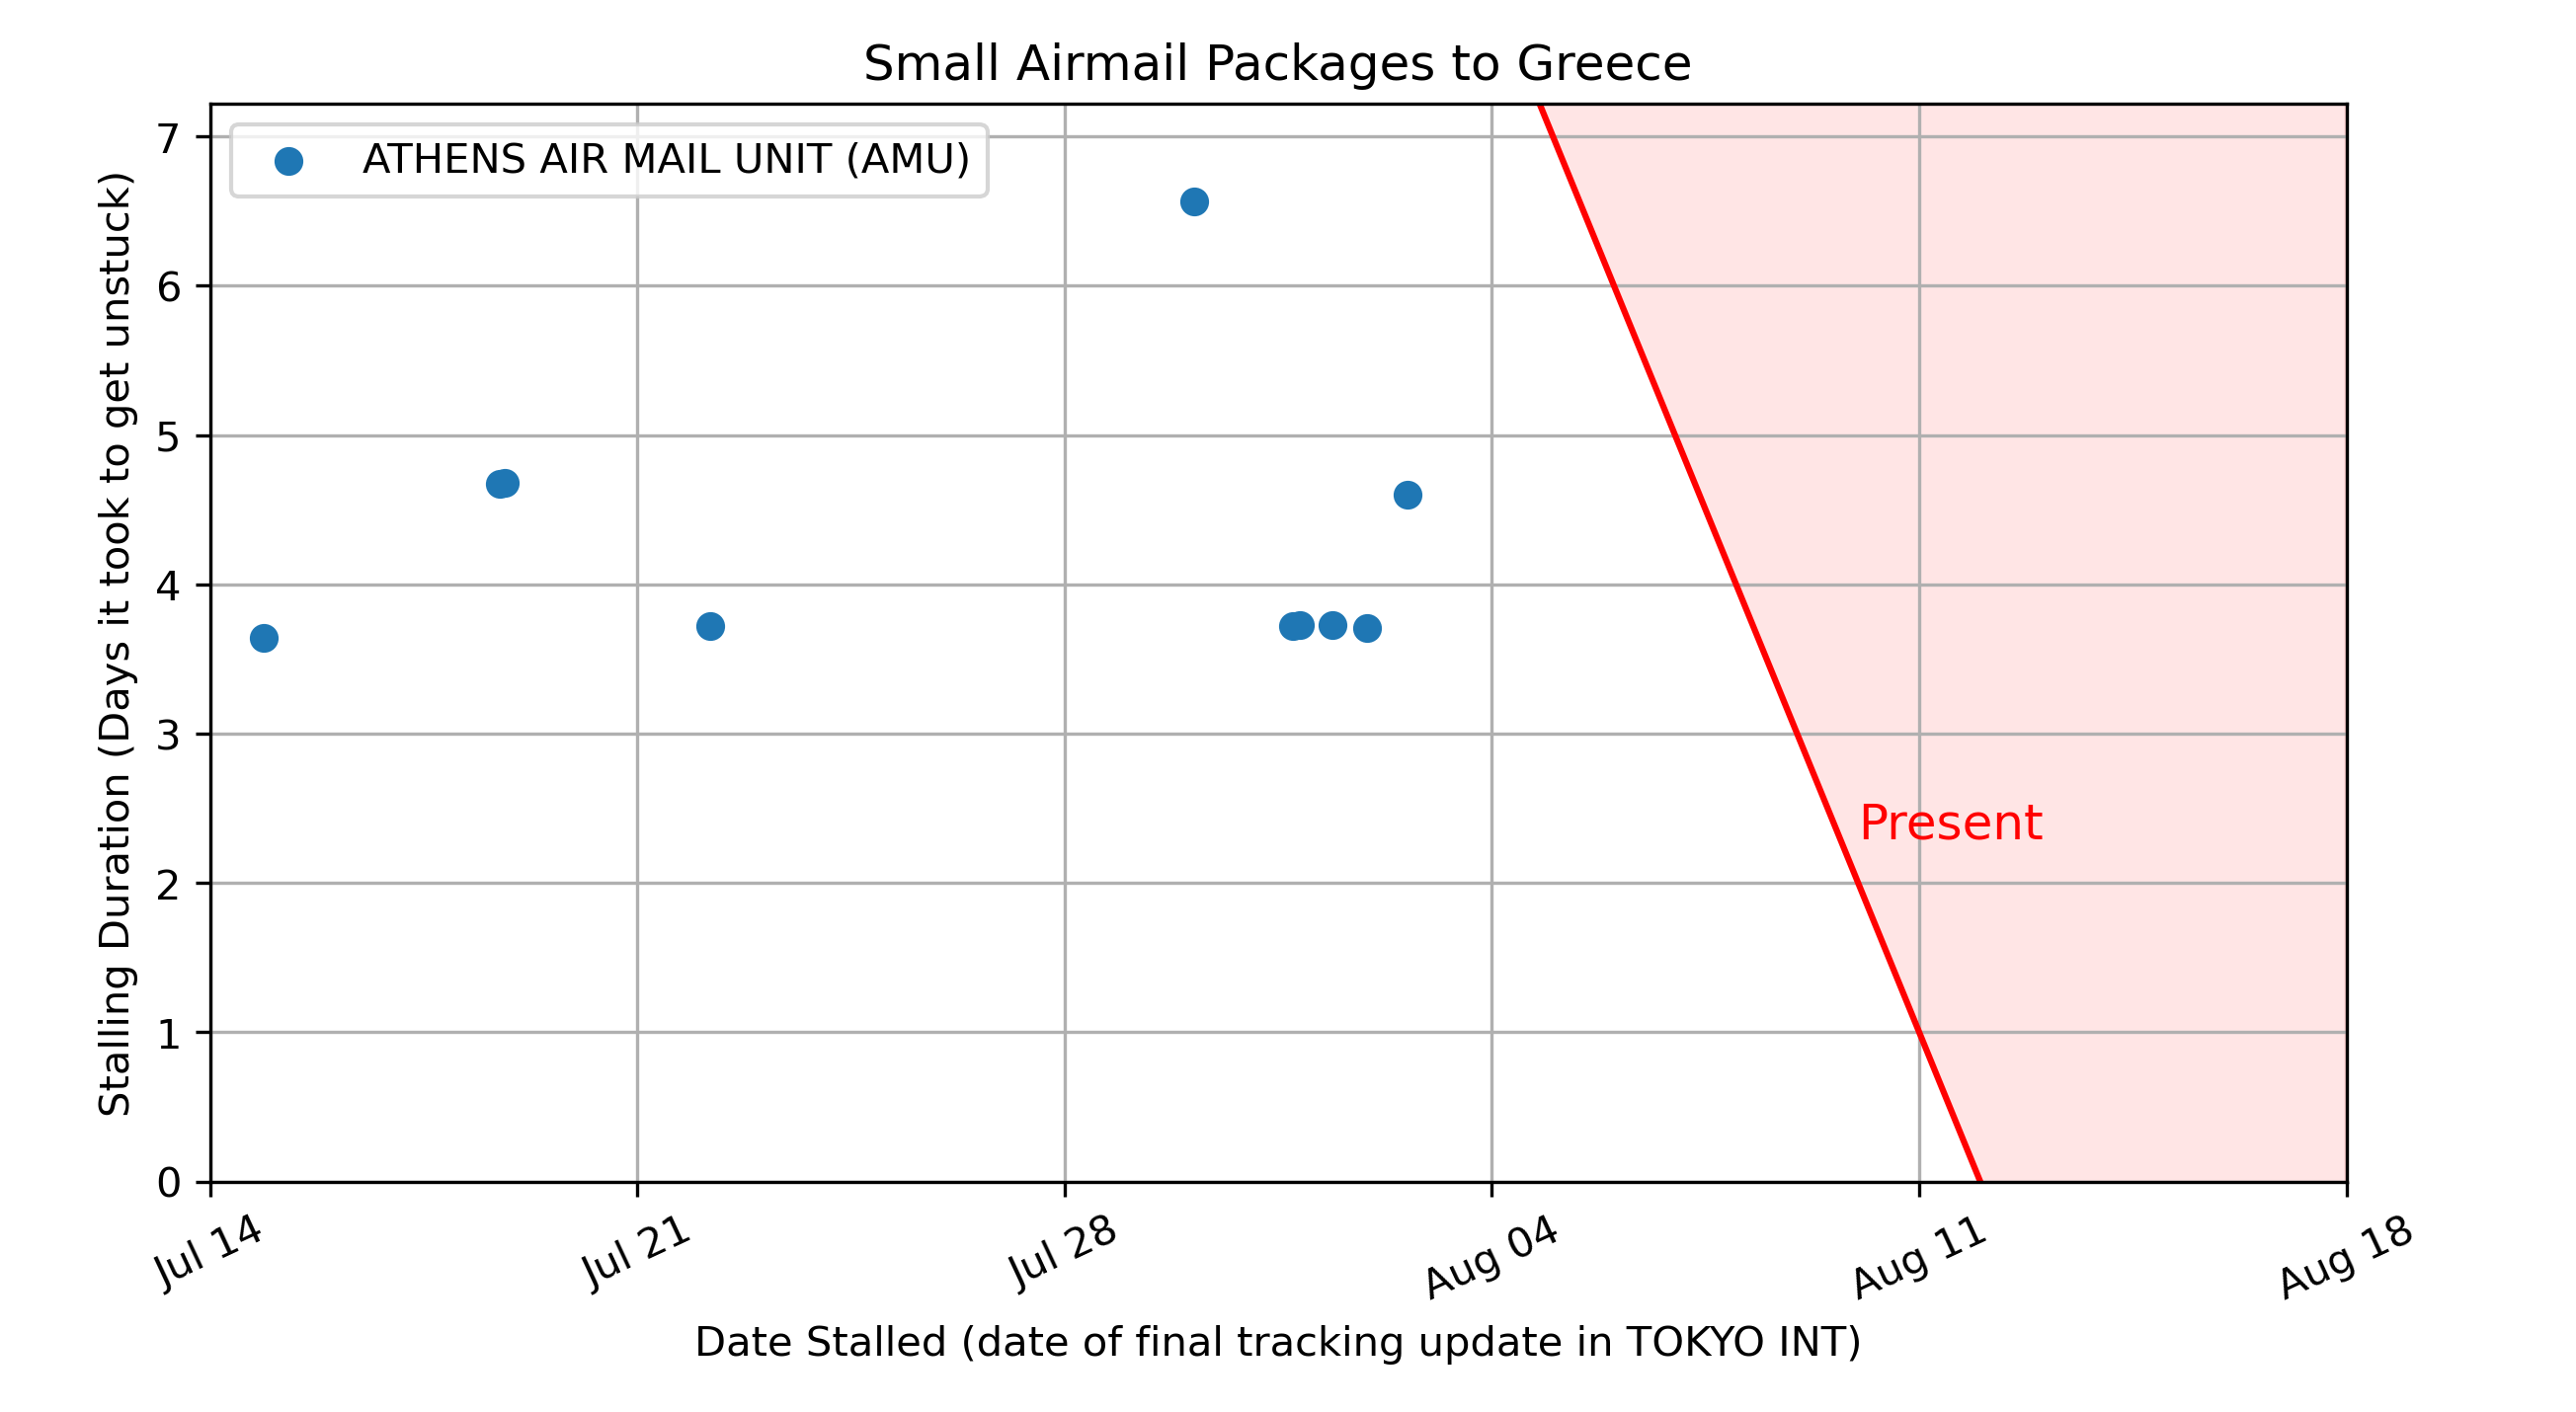 Small Airmail Packages to Greece
ATHENS AIR MAIL UNIT (AMU)
Stalling Duration (Days it took to get unstuck)
7
6
5
4
3
2
1
0
Present
Jul 14
Jul 21
Jul 28
Aug 04
Aug 11
Aug 18
Date Stalled (date of final tracking update in TOKYO INT)